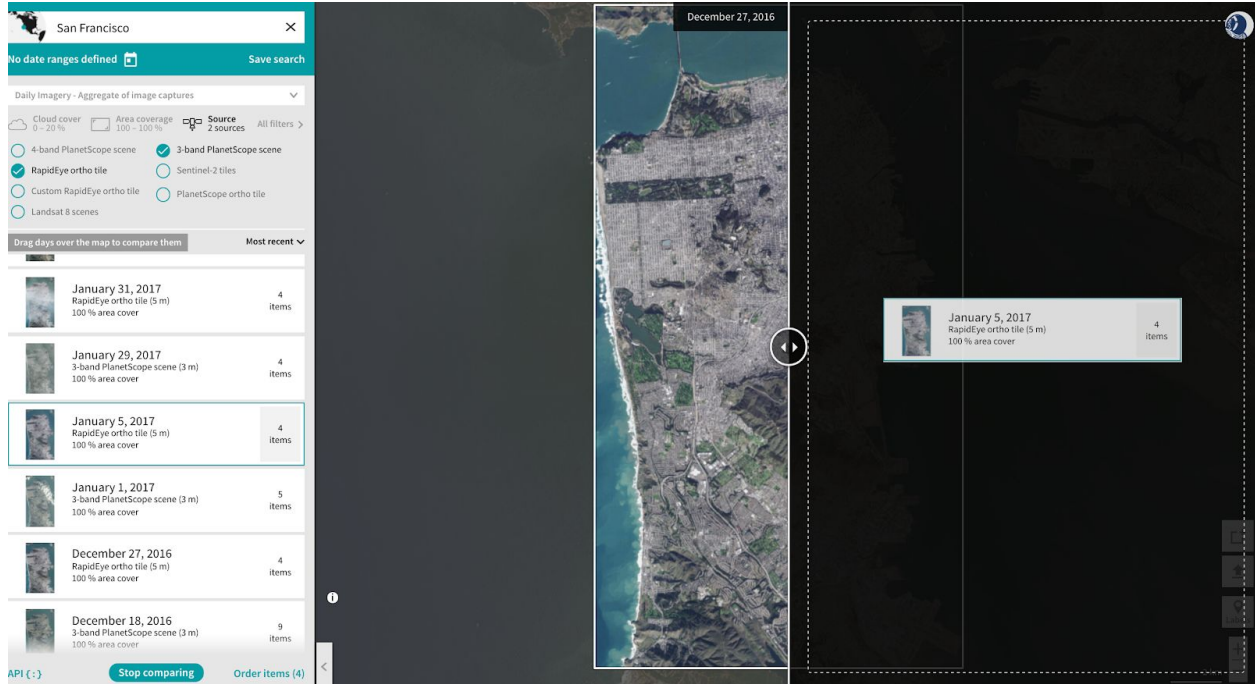 San Francisco
No date ranges defined
Save search
Daily Imagery - Aggregate of image captures
Cloud cover
0 – 20 %
Area coverage
100 – 100 %
Source
2 sources
All filters
4-band PlanetScope scene
3-band PlanetScope scene
RapidEye ortho tile
Sentinel-2 tiles
Custom RapidEye ortho tile
PlanetScope ortho tile
Landsat 8 scenes
Drag days over the map to compare them
Most recent
January 31, 2017
RapidEye ortho tile (5 m)
100 % area cover
4
items
January 29, 2017
3-band PlanetScope scene (3 m)
100 % area cover
4
items
January 5, 2017
RapidEye ortho tile (5 m)
100 % area cover
4
items
January 1, 2017
3-band PlanetScope scene (3 m)
100 % area cover
5
items
December 27, 2016
RapidEye ortho tile (5 m)
100 % area cover
4
items
December 18, 2016
3-band PlanetScope scene (3 m)
100 % area cover
9
items
API {:}
Stop comparing
Order items (4)
December 27, 2016
January 5, 2017
RapidEye ortho tile (5 m)
100 % area cover
4
items